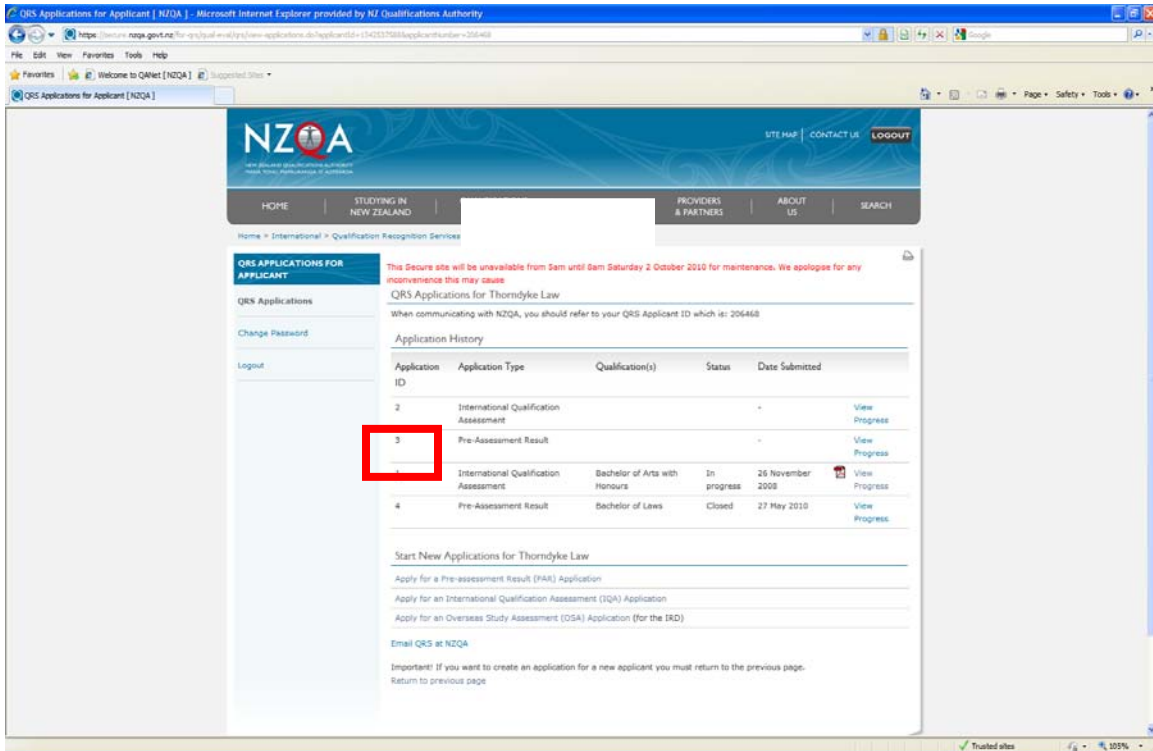 QRS Applications for Applicant [ NZQA ] - Microsoft Internet Explorer provided by NZ Qualifications Authority
Google
File Edit View Favorites Tools Help
Favorites Welcome to QANet [ NZQA ] Suggested Sites
QRS Applications for Applicant [ NZQA ]
Page Safety Tools
NZQA
SITE MAP CONTACT US LOGOUT
NEW ZEALAND QUALIFICATIONS AUTHORITY
MANA TOHU MATAURANGA O AOTEAROA
HOME
STUDYING IN
NEW ZEALAND
PROVIDERS
& PARTNERS
ABOUT
US
SEARCH
Home > International > Qualification Recognition Services
QRS APPLICATIONS FOR
APPLICANT
QRS Applications
Change Password
Logout
This Secure site will be unavailable from 5am until 8am Saturday 2 October 2010 for maintenance. We apologise for any
inconvenience this may cause
QRS Applications for Thorndyke Law
When communicating with NZQA, you should refer to your QRS Applicant ID which is: 206468
Application History
Application ID Application Type Qualification(s) Status Date Submitted
2 International Qualification Assessment - View Progress
3 Pre-Assessment Result - View Progress
International Qualification Assessment Bachelor of Arts with Honours In progress 26 November 2008 View Progress
4 Pre-Assessment Result Bachelor of Laws Closed 27 May 2010 View Progress
Start New Applications for Thorndyke Law
Apply for a Pre-assessment Result (PAR) Application
Apply for an International Qualification Assessment (IQA) Application
Apply for an Overseas Study Assessment (OSA) Application (for the IRD)
Email QRS at NZQA
Important! If you want to create an application for a new applicant you must return to the previous page.
Return to previous page
Trusted sites 105%